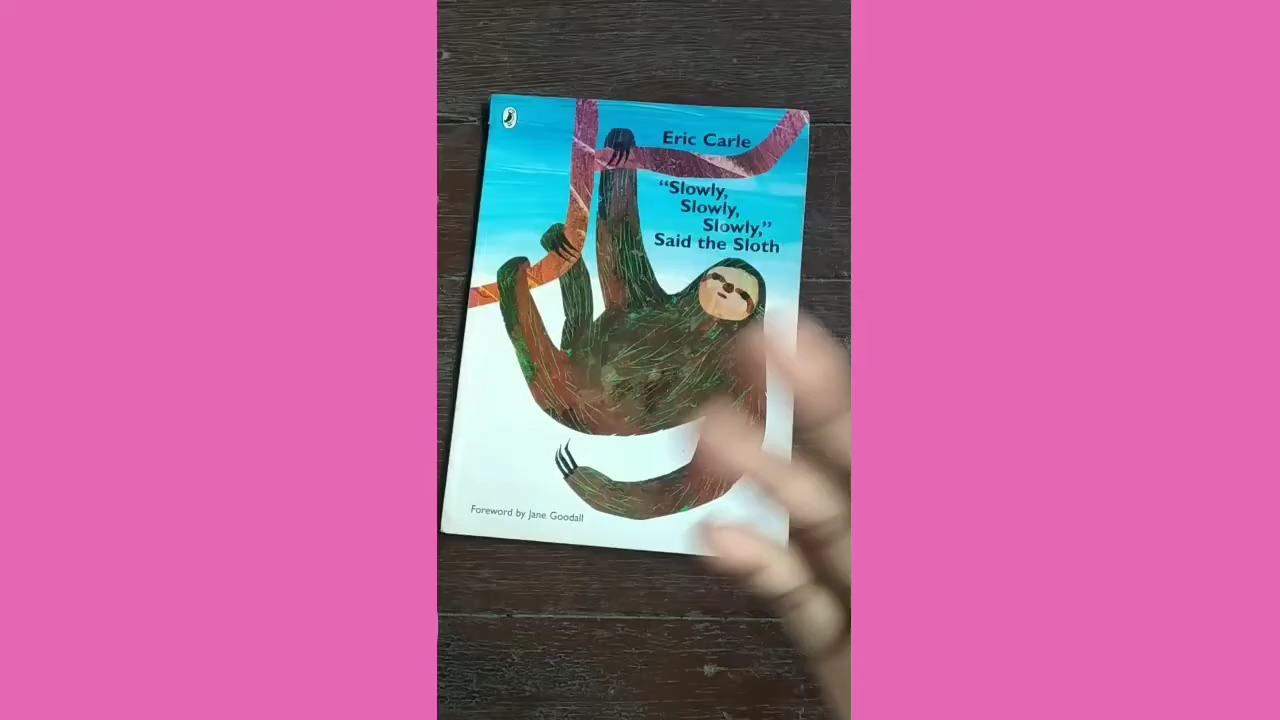 Eric Carle
“Slowly,
Slowly,
Slowly,”
Said the Sloth
Foreword by Jane Goodall